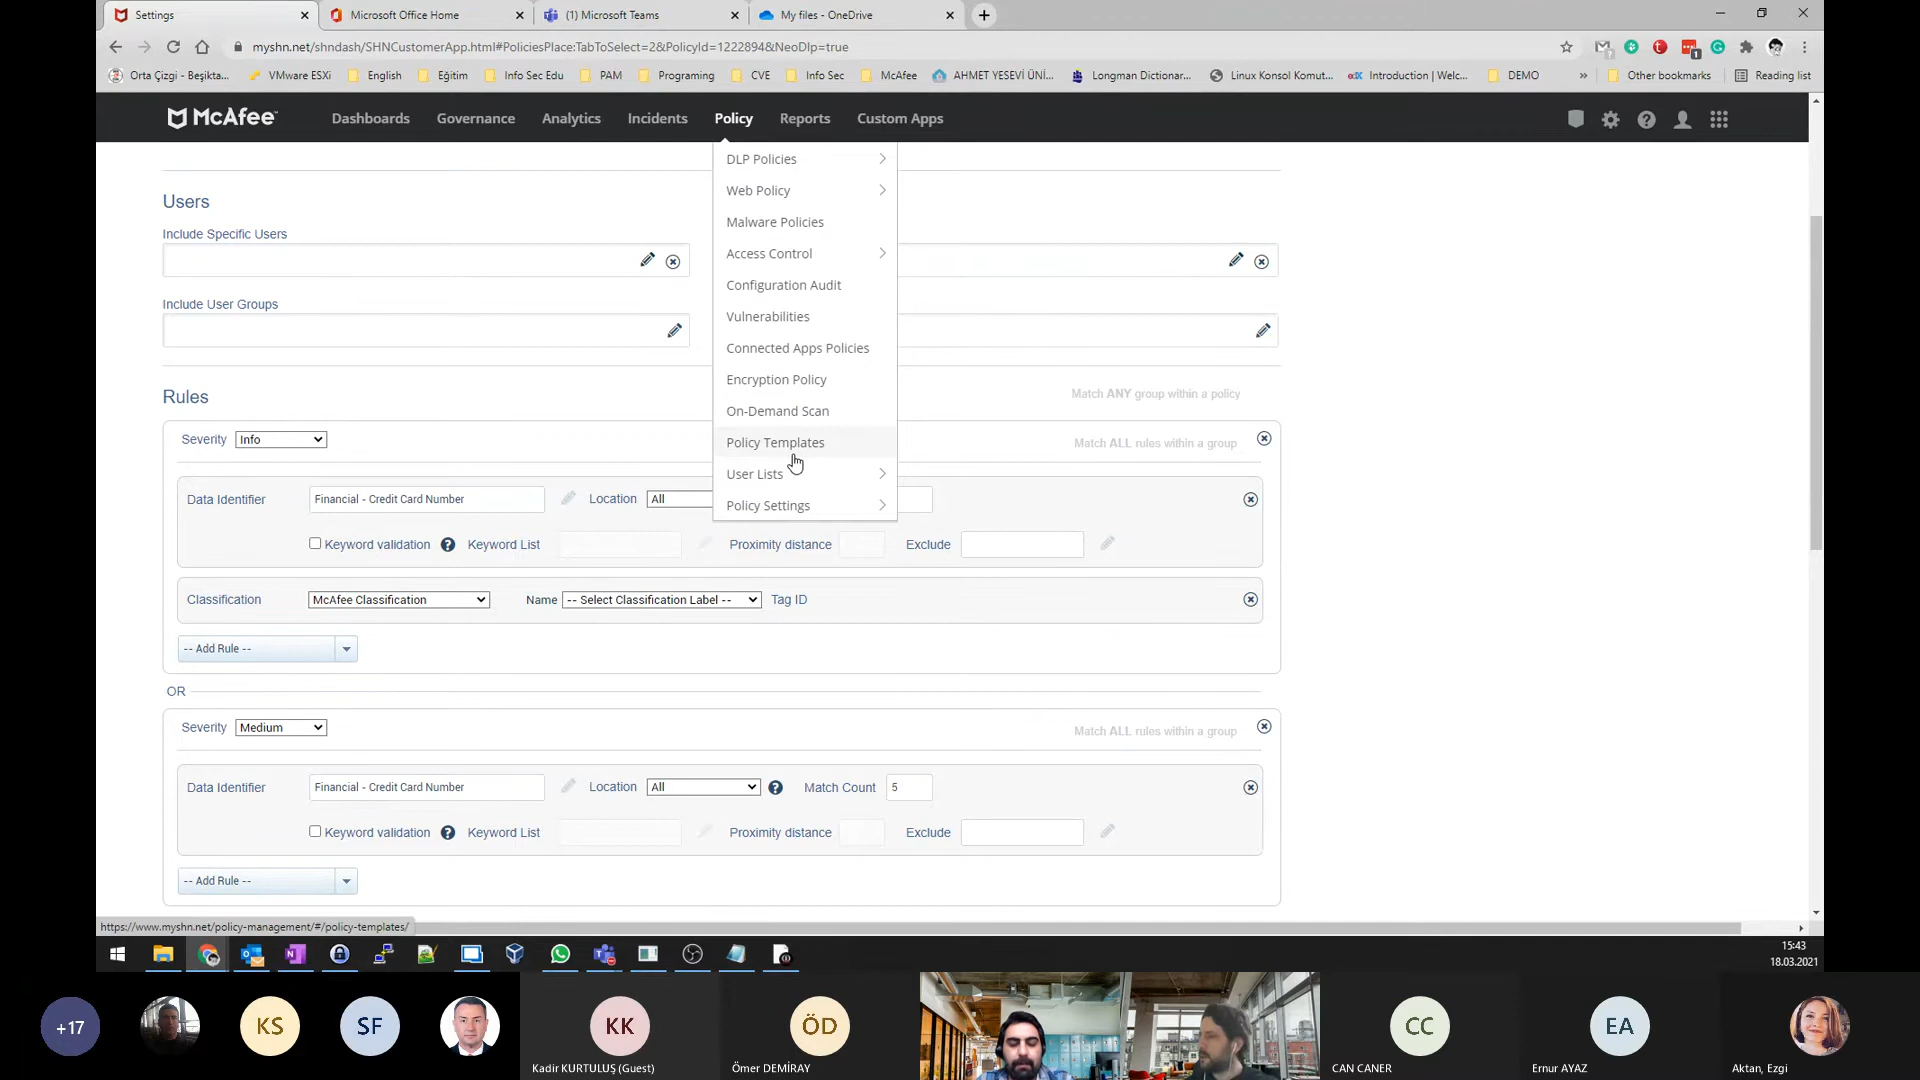 Settings
Microsoft Office Home
(1) Microsoft Teams
My files - OneDrive
myshn.net/shndash/SHNCustomerApp.html#PoliciesPlace:TabToSelect=2&PolicyId=1222894&NeoDlp=true
Orta Çizgi - Beşikta...
VMware ESXi
English
Eğitim
Info Sec Edu
PAM
Programing
CVE
Info Sec
McAfee
AHMET YESEVİ ÜNİ...
Longman Dictionar...
Linux Konsol Komut...
Introduction | Welc...
DEMO
»
Other bookmarks
Reading list
McAfee
Dashboards
Governance
Analytics
Incidents
Policy
Reports
Custom Apps
DLP Policies
Web Policy
Malware Policies
Access Control
Configuration Audit
Vulnerabilities
Connected Apps Policies
Encryption Policy
On-Demand Scan
Policy Templates
User Lists
Policy Settings
Users
Include Specific Users
Include User Groups
Rules
Match ANY group within a policy
Severity Info
Match ALL rules within a group
Data Identifier Financial - Credit Card Number Location All
Keyword validation Keyword List Proximity distance Exclude
Classification McAfee Classification Name -- Select Classification Label -- Tag ID
-- Add Rule --
OR
Severity Medium
Match ALL rules within a group
Data Identifier Financial - Credit Card Number Location All Match Count 5
Keyword validation Keyword List Proximity distance Exclude
-- Add Rule --
https://www.myshn.net/policy-management/#/policy-templates/
15:43
18.03.2021
+17
KS
SF
KK
Kadir KURTULUŞ (Guest)
ÖD
Ömer DEMİRAY
CC
CAN CANER
EA
Ernur AYAZ
Aktan, Ezgi